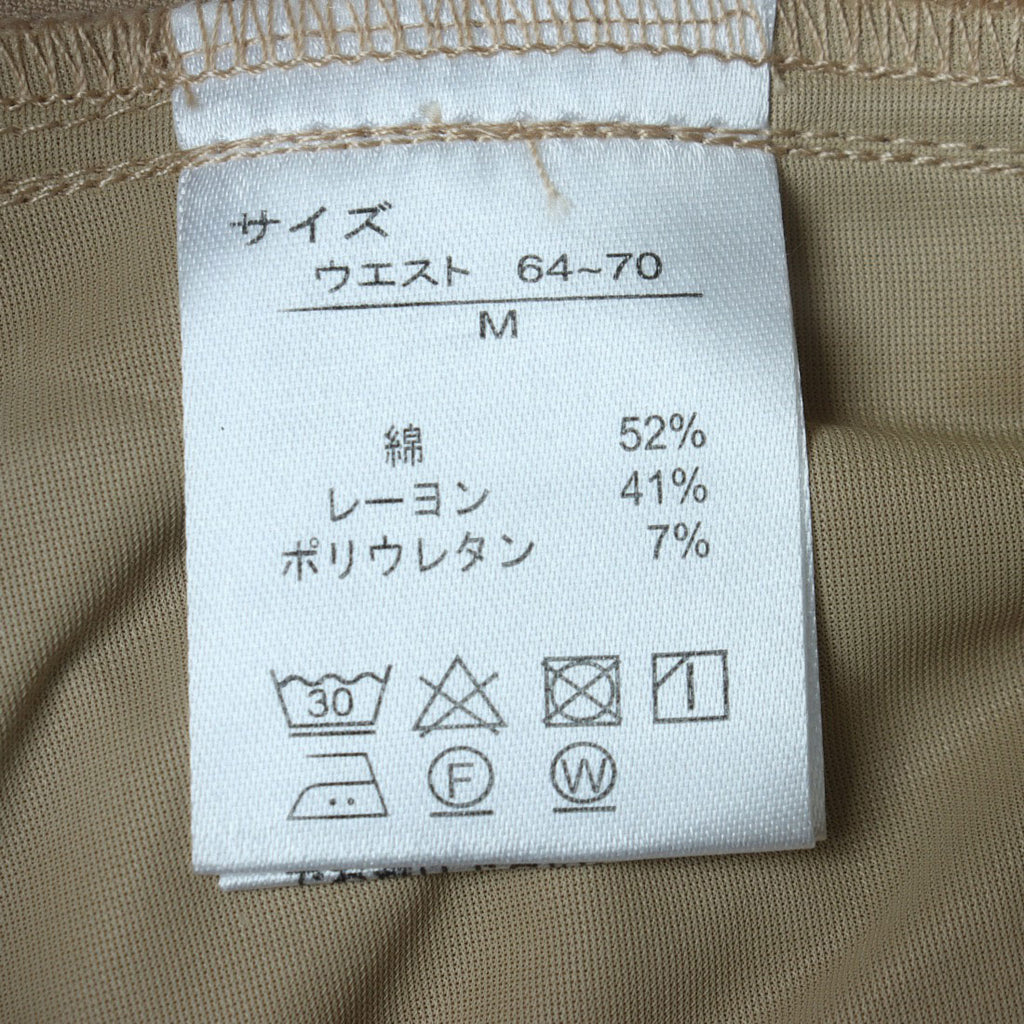 サイズ
ウエスト 64~70
M
綿 52%
レーヨン 41%
ポリウレタン 7%
30
F W